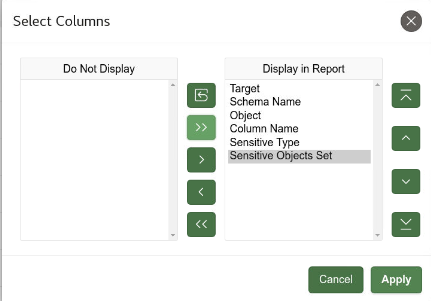 Select Columns
Do Not Display
Display in Report
Target
Schema Name
Object
Column Name
Sensitive Type
Sensitive Objects Set
Cancel
Apply